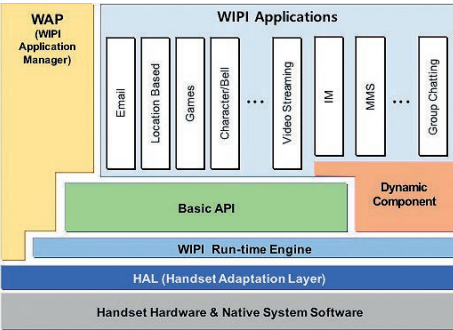 WAP
(WIPI
Application
Manager)
WIPI Applications
Email
Location Based
Games
Character/Bell
...
Video Streaming
IM
MMS
...
Group Chatting
Dynamic
Component
Basic API
WIPI Run-time Engine
HAL (Handset Adaptation Layer)
Handset Hardware & Native System Software